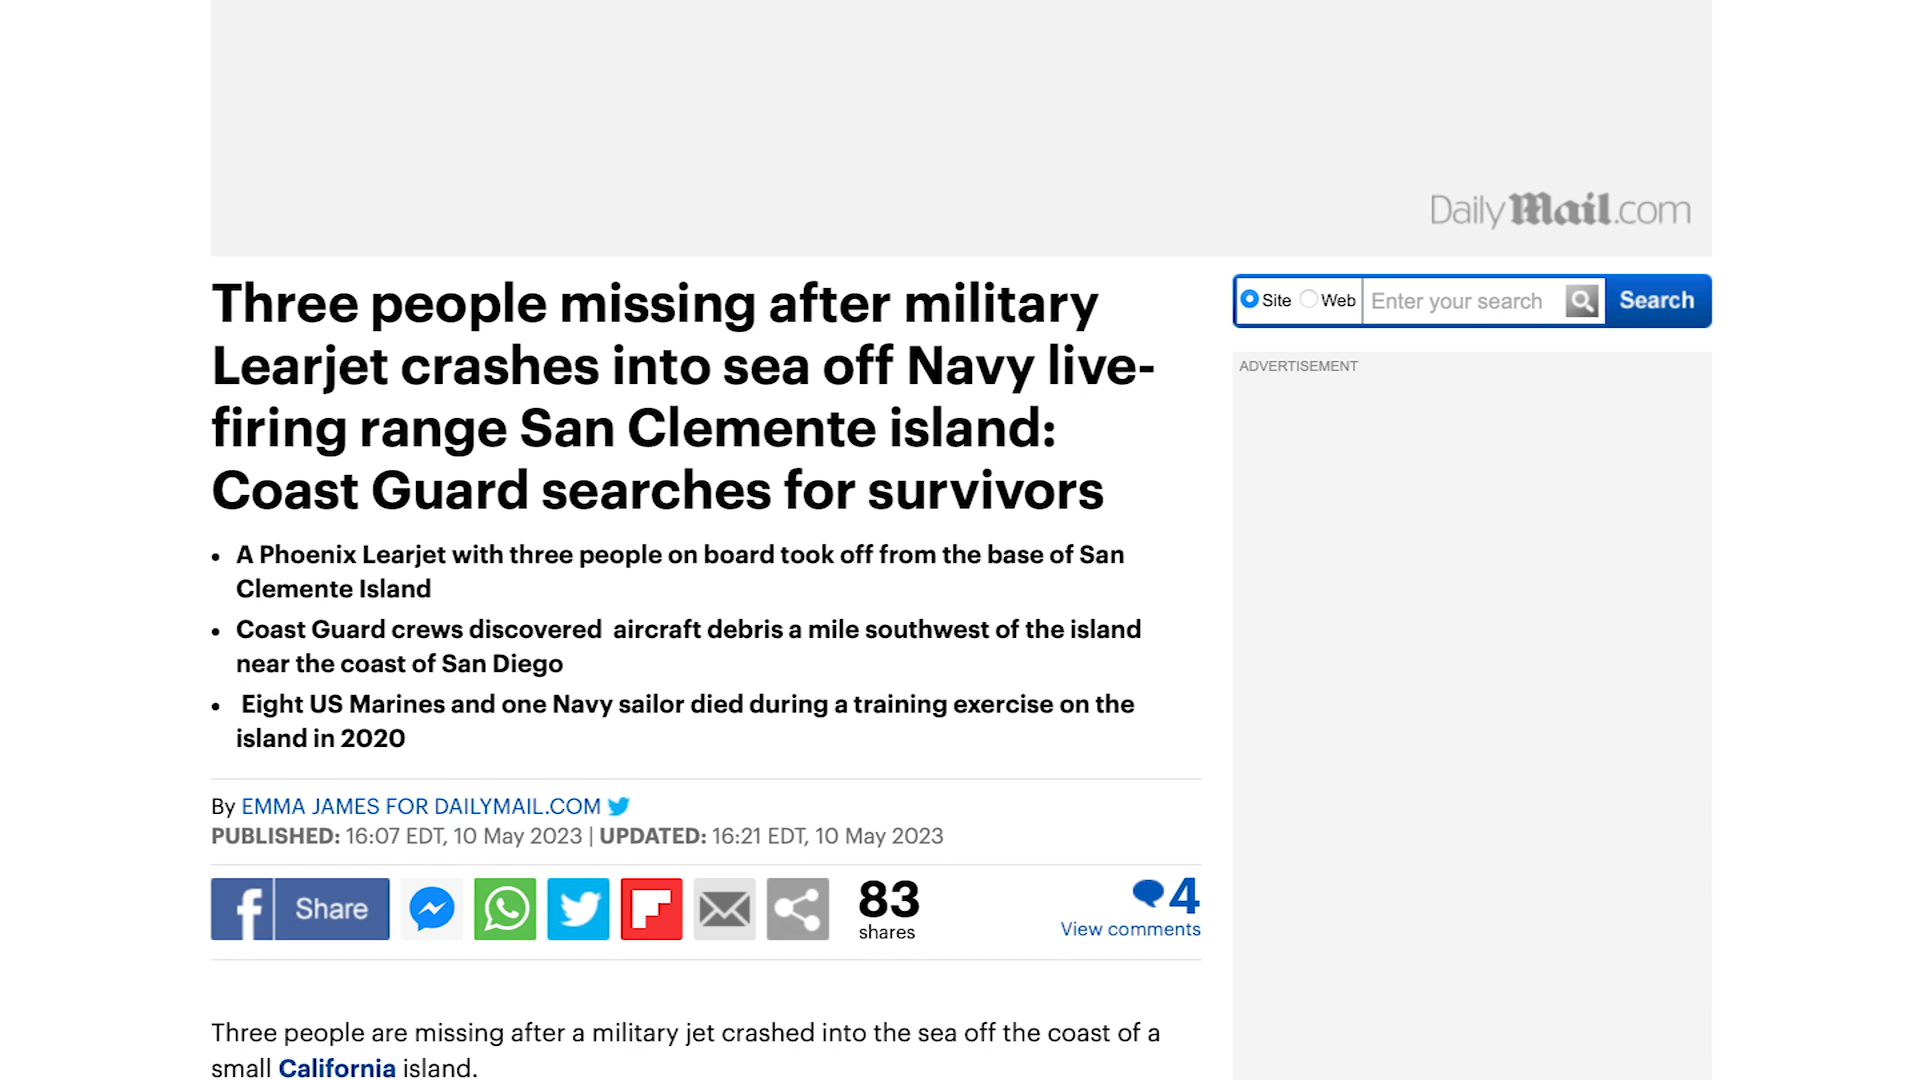 Daily Mail.com
Three people missing after military
Learjet crashes into sea off Navy live-
firing range San Clemente island:
Coast Guard searches for survivors
Site Web Enter your search Search
ADVERTISEMENT
• A Phoenix Learjet with three people on board took off from the base of San
Clemente Island
• Coast Guard crews discovered  aircraft debris a mile southwest of the island
near the coast of San Diego
•  Eight US Marines and one Navy sailor died during a training exercise on the
island in 2020
By EMMA JAMES FOR DAILYMAIL.COM
PUBLISHED: 16:07 EDT, 10 May 2023 | UPDATED: 16:21 EDT, 10 May 2023
f Share
83
shares
4
View comments
Three people are missing after a military jet crashed into the sea off the coast of a
small California island.